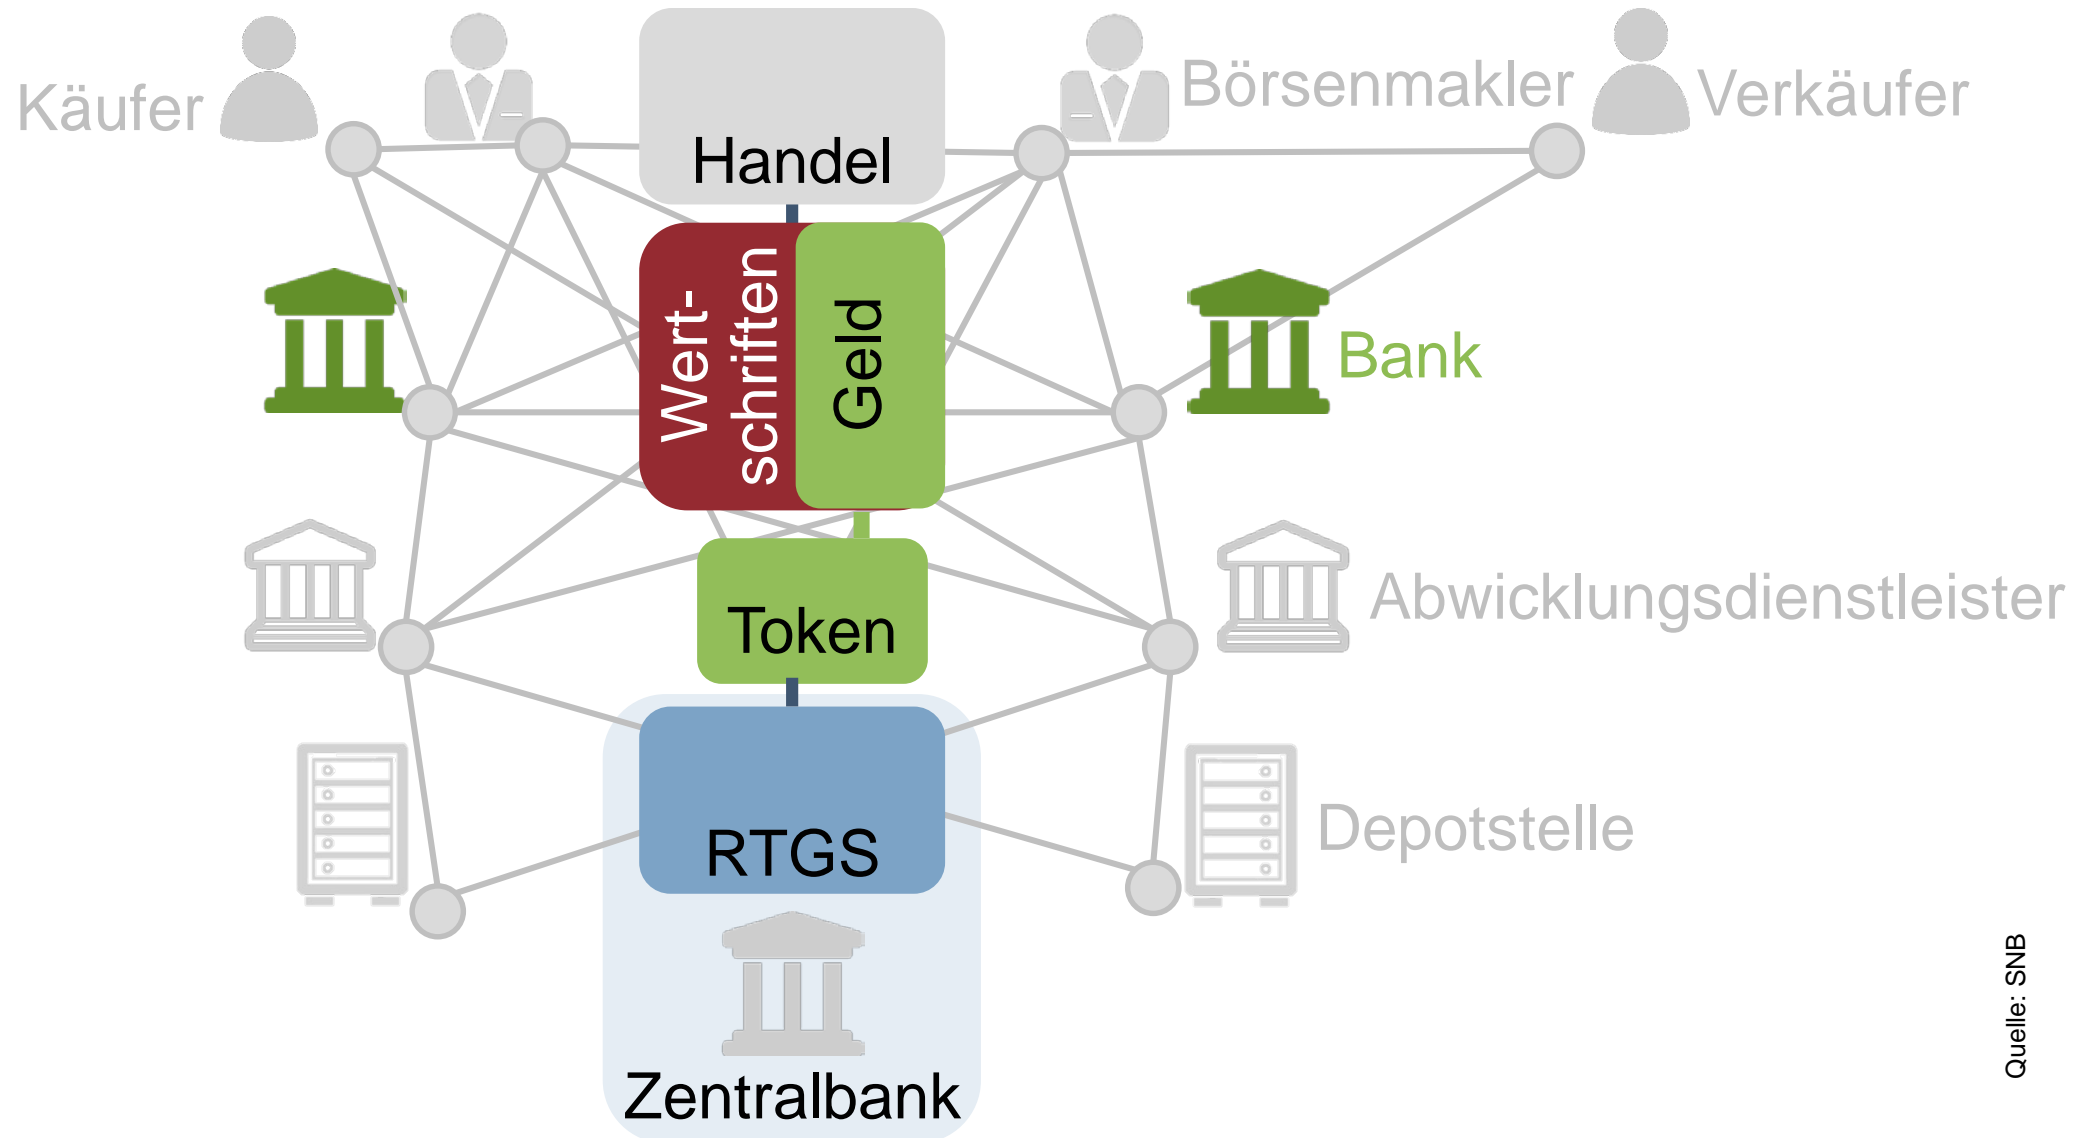 Käufer
Handel
Börsenmakler
Verkäufer
Wert-
schriften
Geld
Bank
Token
Abwicklungsdienstleister
RTGS
Depotstelle
Zentralbank
Quelle: SNB